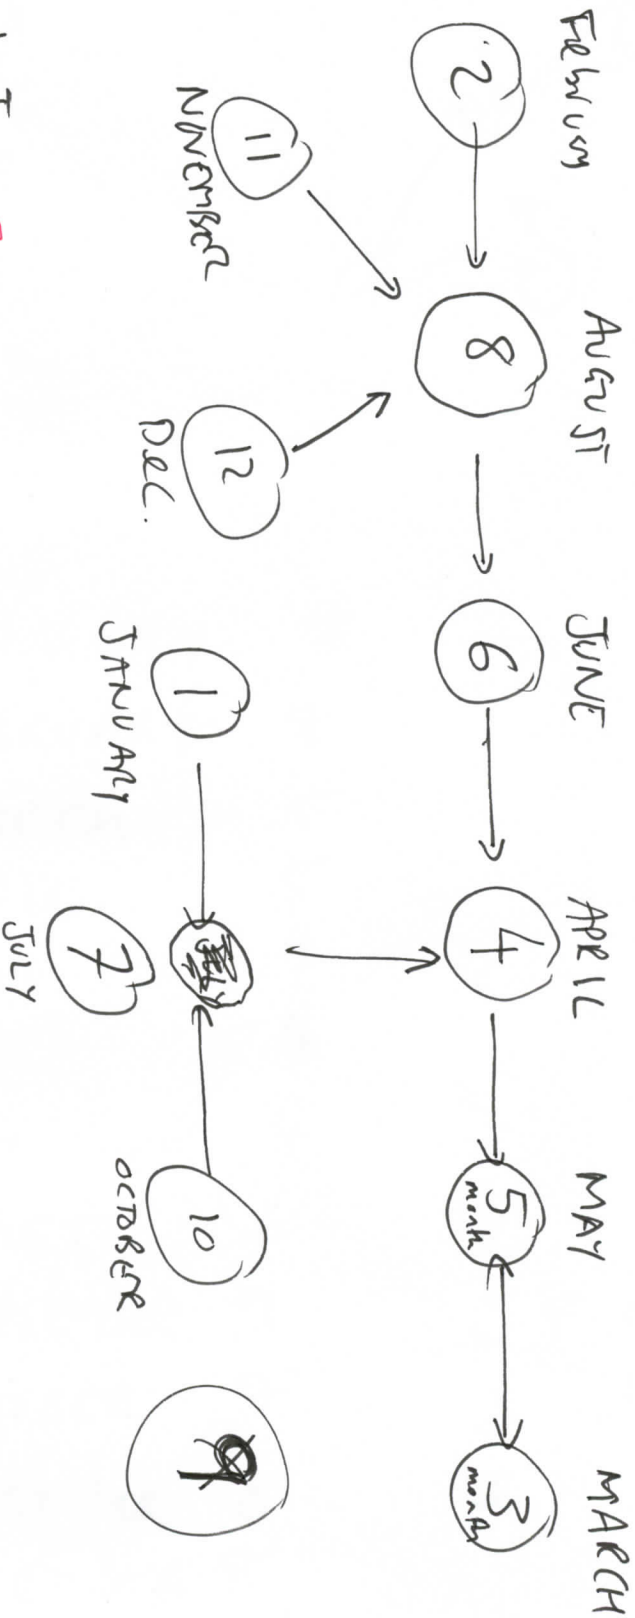 February
2
AUGUST
8
JUNE
6
APRIL
4
MAY
5
month
MARCH
3
month
11
NOVEMBER
12
Dec.
1
JANUARY
7
JULY
10
OCTOBER
9